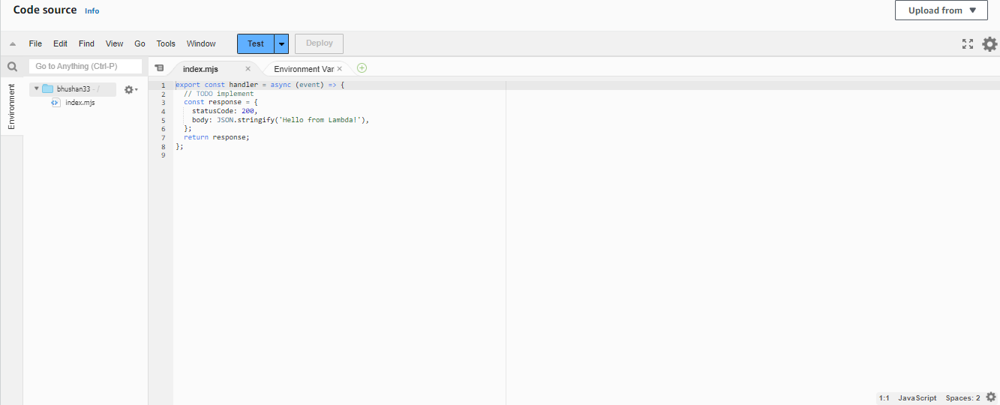 Code source Info
Upload from
File Edit Find View Go Tools Window Test Deploy
Go to Anything (Ctrl-P)
index.mjs Environment Var
Environment
bhushan33 - /
index.mjs
1 export const handler = async (event) => {
2 // TODO implement
3 const response = {
4 statusCode: 200,
5 body: JSON.stringify('Hello from Lambda!'),
6 };
7 return response;
8 };
9
1:1 JavaScript Spaces: 2